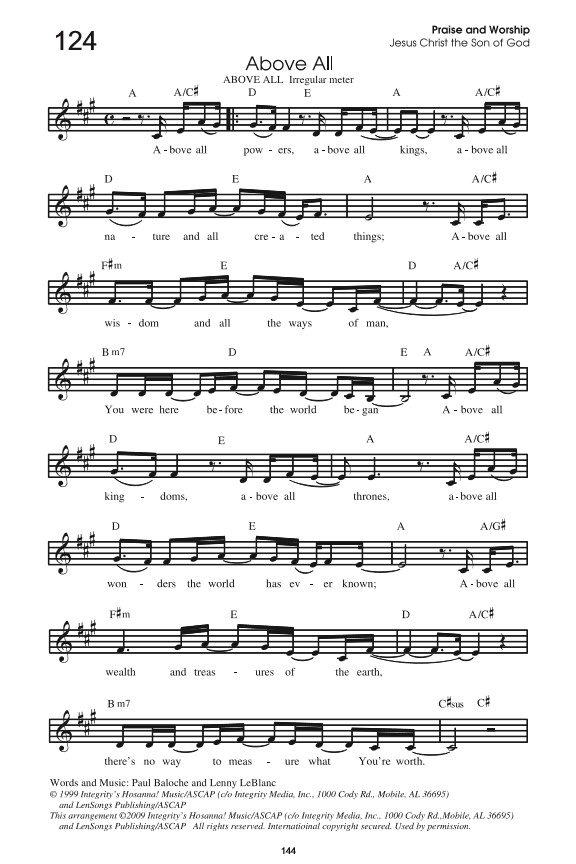 124
Praise and Worship
Jesus Christ the Son of God
Above All
ABOVE ALL Irregular meter
A A/C♯ D E A A/C♯
A - bove all pow - ers, a - bove all kings, a - bove all
D E A A/C♯
na - ture and all cre - a - ted things; A - bove all
F♯m E D A/C♯
wis - dom and all the ways of man,
Bm7 D E A A/C♯
You were here be - fore the world be - gan A - bove all
D E A A/C♯
king - doms, a - bove all thrones, a - bove all
D E A A/G♯
won - ders the world has ev - er known; A - bove all
F♯m E D A/C♯
wealth and treas - ures of the earth,
Bm7 C♯sus C♯
there's no way to meas - ure what You're worth.
Words and Music: Paul Baloche and Lenny LeBlanc
© 1999 Integrity's Hosanna! Music/ASCAP (c/o Integrity Media, Inc., 1000 Cody Rd., Mobile, AL 36695)
and LenSongs Publishing/ASCAP
This arrangement ©2009 Integrity's Hosanna! Music/ASCAP (c/o Integrity Media, Inc., 1000 Cody Rd.,Mobile, AL 36695)
and LenSongs Publishing/ASCAP All rights reserved. Internatioinal copyright secured. Used by permission.
144